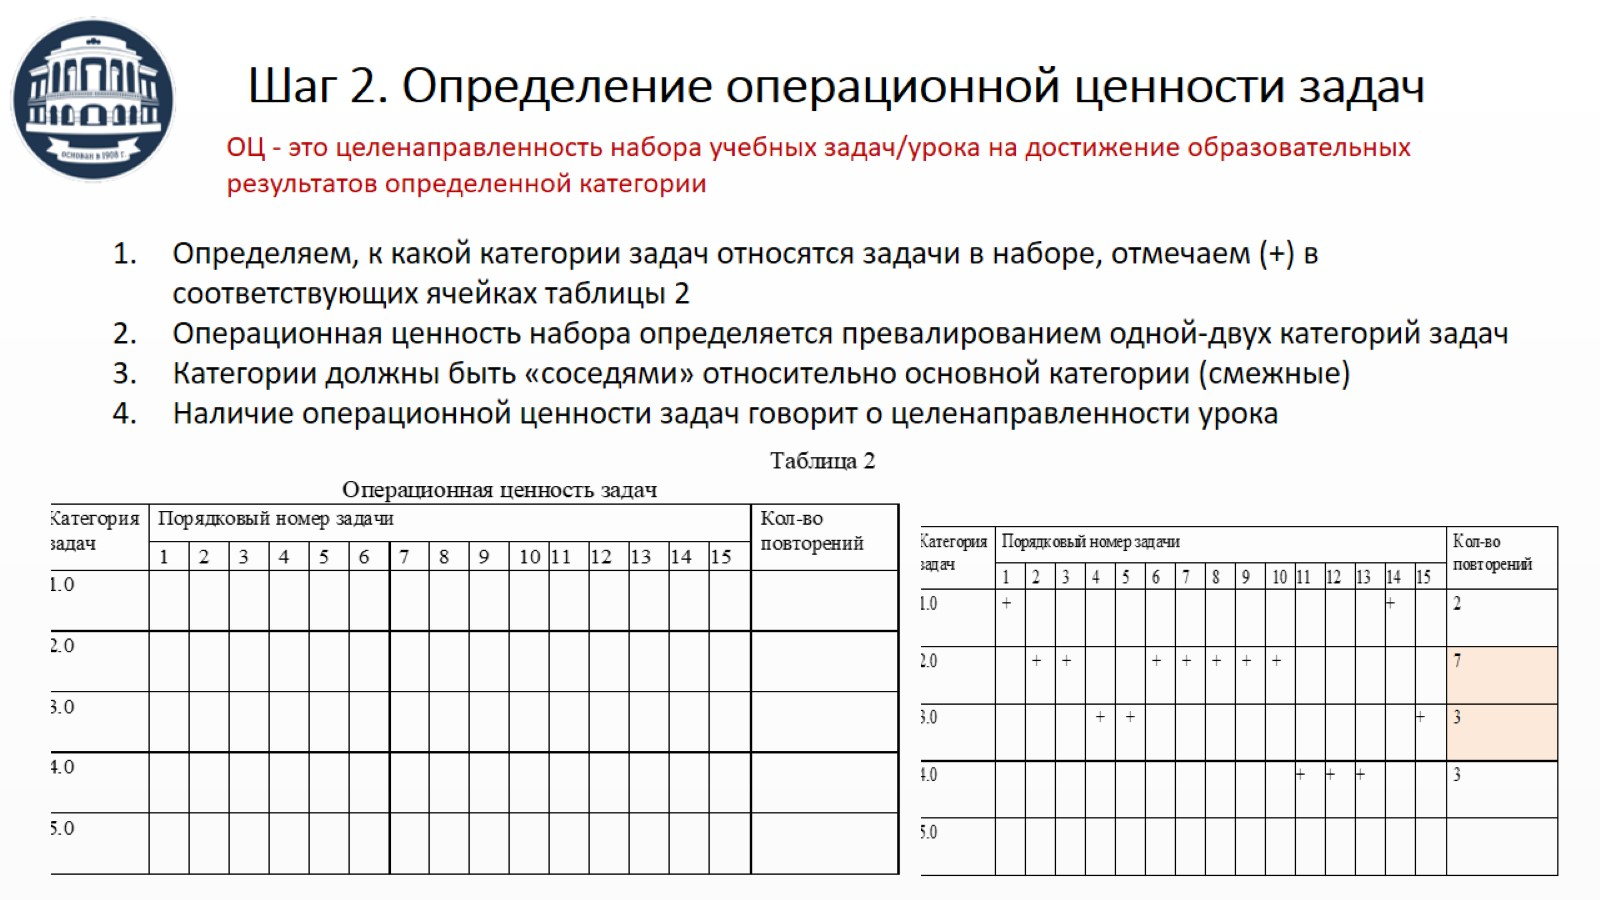 основан в 1908 г.
Шаг 2. Определение операционной ценности задач
ОЦ - это целенаправленность набора учебных задач/урока на достижение образовательных
результатов определенной категории
1. Определяем, к какой категории задач относятся задачи в наборе, отмечаем (+) в
соответствующих ячейках таблицы 2
2. Операционная ценность набора определяется превалированием одной-двух категорий задач
3. Категории должны быть «соседями» относительно основной категории (смежные)
4. Наличие операционной ценности задач говорит о целенаправленности урока
Таблица 2
Операционная ценность задач
Категория Порядковый номер задачи Кол-во
задач 1 2 3 4 5 6 7 8 9 10 11 12 13 14 15 повторений
1.0
2.0
3.0
4.0
5.0
Категория Порядковый номер задачи Кол-во
задач 1 2 3 4 5 6 7 8 9 10 11 12 13 14 15 повторений
1.0 + + 2
2.0 + + + + + + + 7
3.0 + + + 3
4.0 + + + 3
5.0